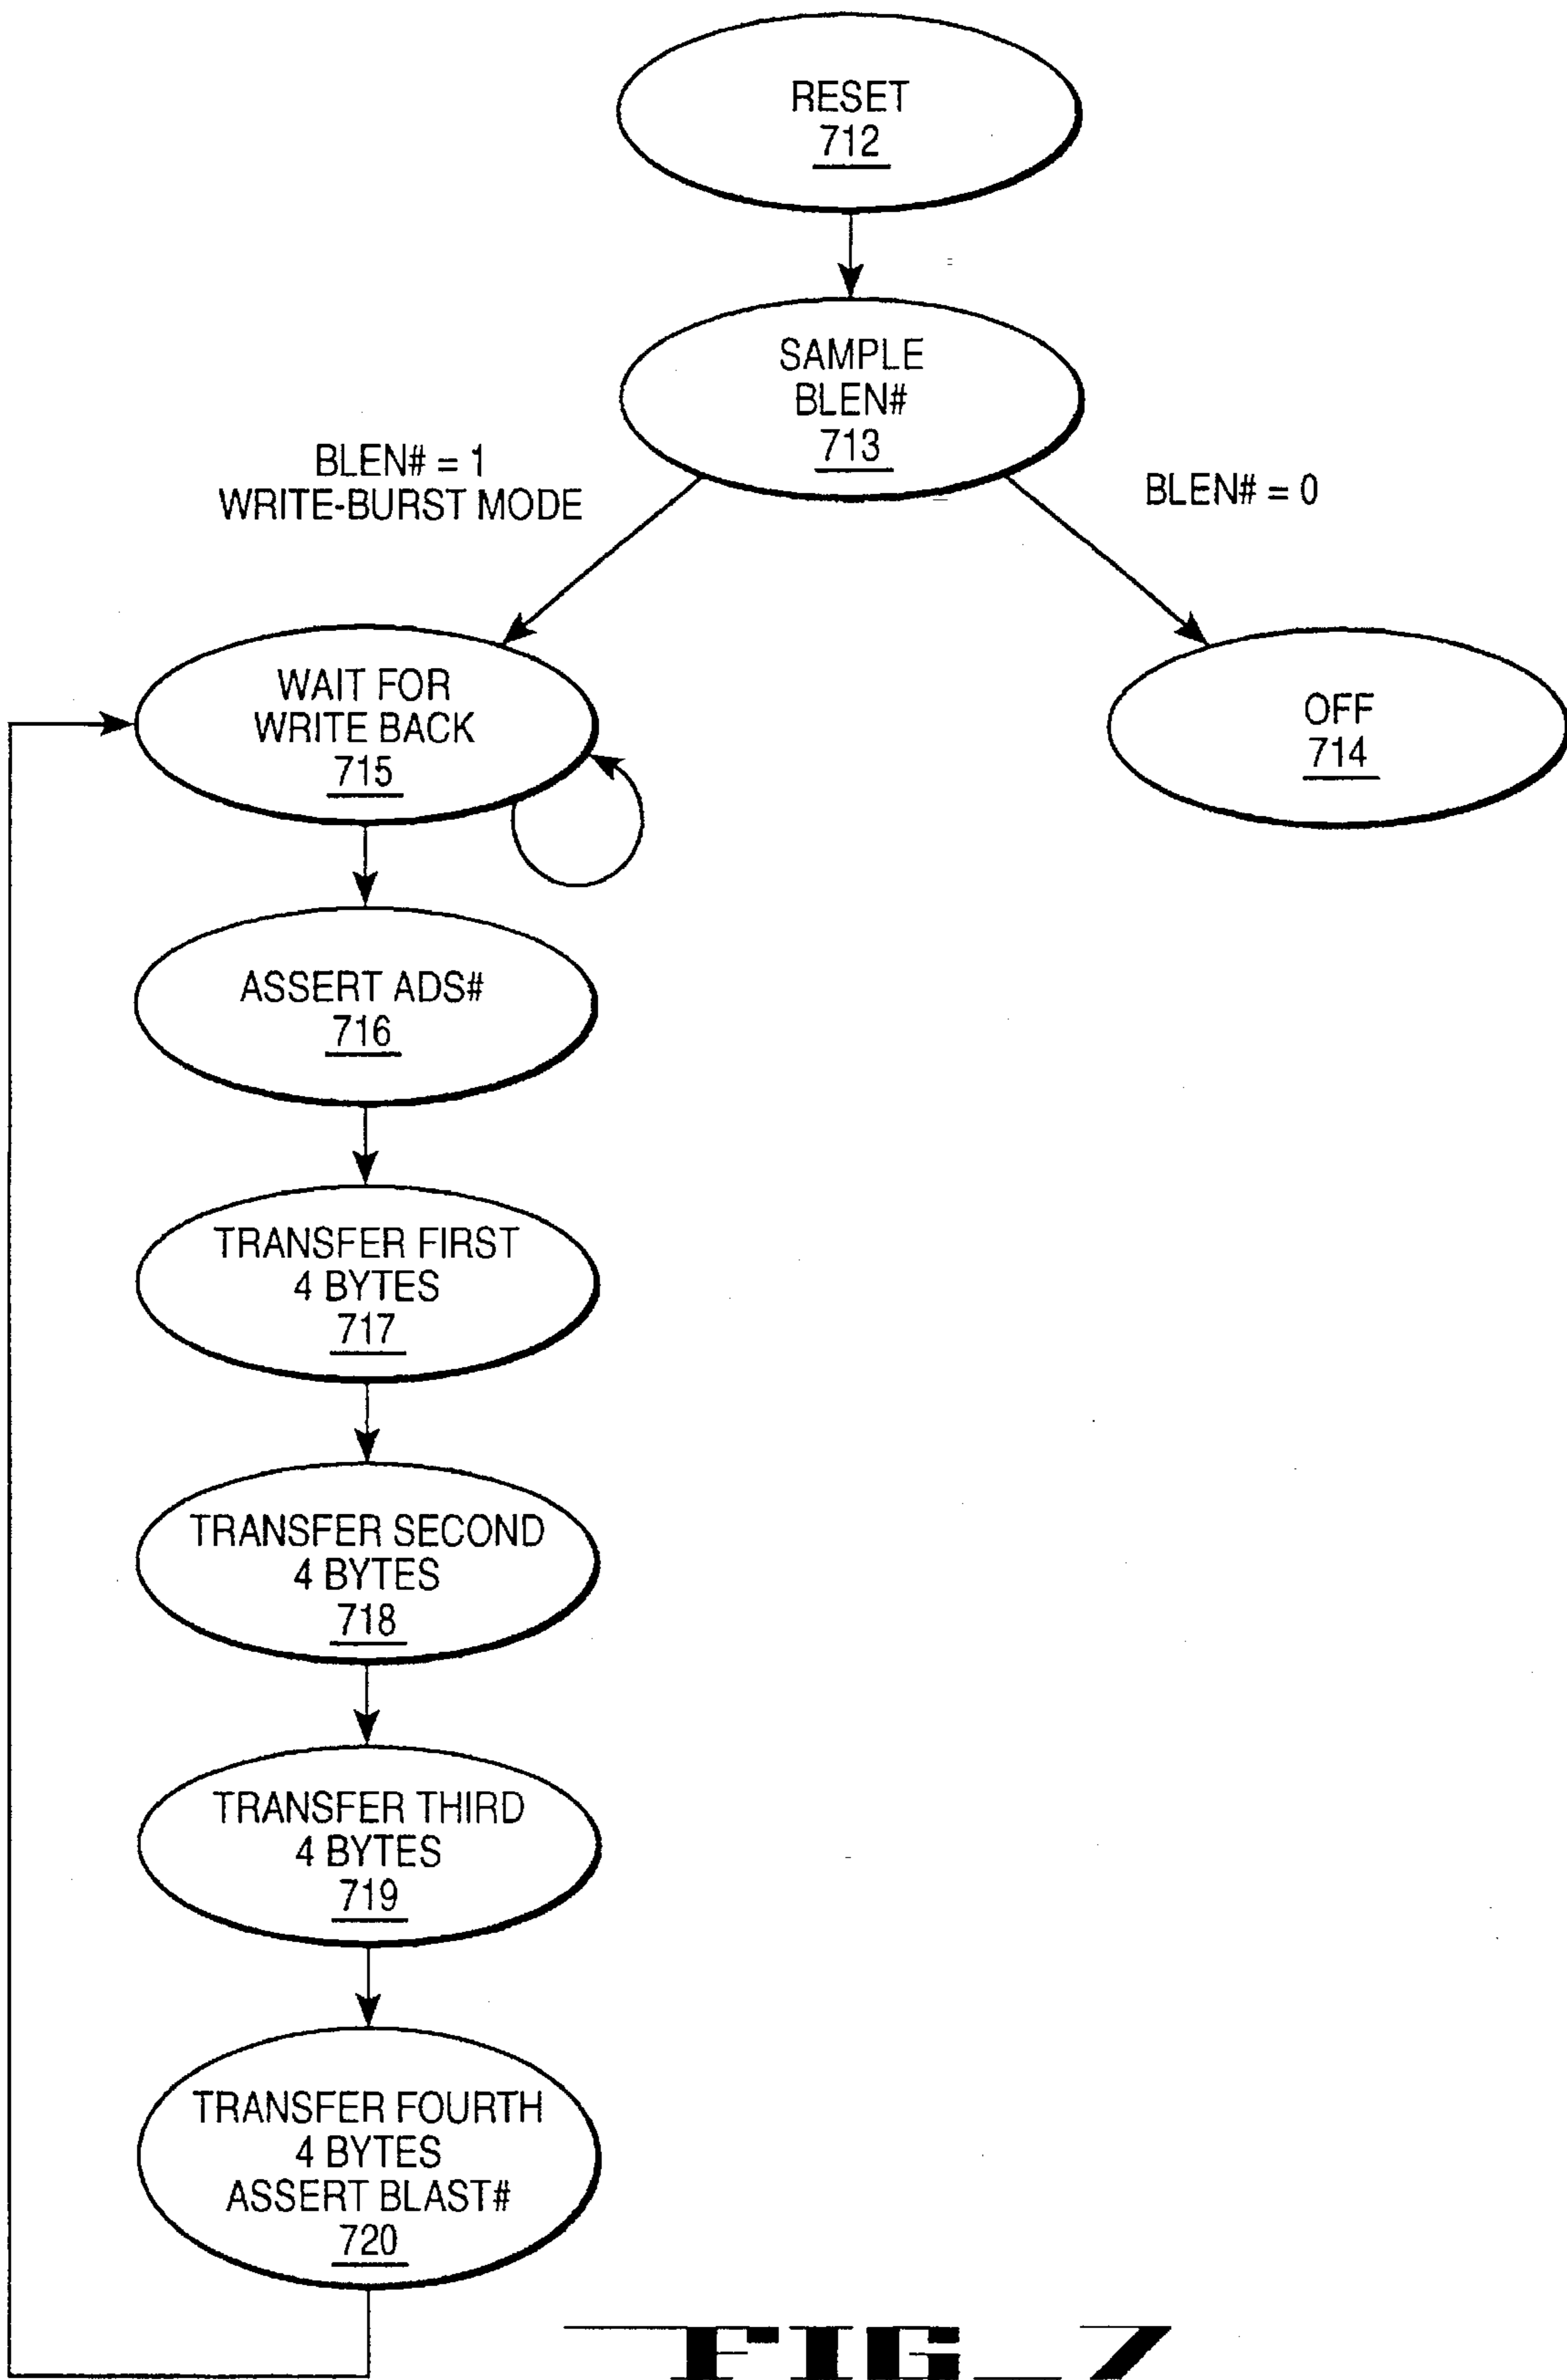 RESET
712
SAMPLE
BLEN#
713
BLEN# = 1
WRITE-BURST MODE
BLEN# = 0
WAIT FOR
WRITE BACK
715
OFF
714
ASSERT ADS#
716
TRANSFER FIRST
4 BYTES
717
TRANSFER SECOND
4 BYTES
718
TRANSFER THIRD
4 BYTES
719
TRANSFER FOURTH
4 BYTES
ASSERT BLAST#
720
FIG_7